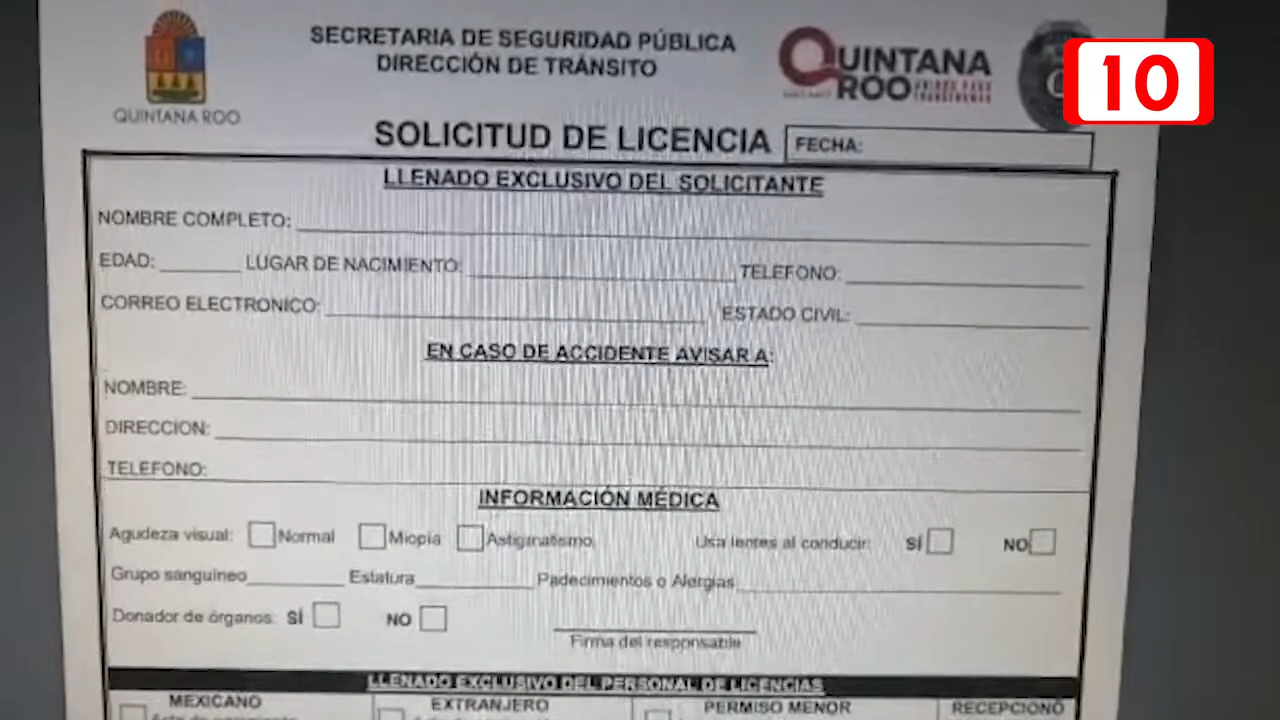 SECRETARIA DE SEGURIDAD PÚBLICA
DIRECCIÓN DE TRÁNSITO
QUINTANA ROO
QUINTANA
ROO
10
SOLICITUD DE LICENCIA
FECHA:
LLENADO EXCLUSIVO DEL SOLICITANTE
NOMBRE COMPLETO:
EDAD: LUGAR DE NACIMIENTO: TELEFONO:
CORREO ELECTRONICO: ESTADO CIVIL:
EN CASO DE ACCIDENTE AVISAR A:
NOMBRE:
DIRECCION:
TELEFONO:
INFORMACIÓN MÉDICA
Agudeza visual: Normal Miopía Astigmatismo. Usa lentes al conducir: SÍ NO
Grupo sanguíneo Estatura Padecimientos o Alergias
Donador de órganos: SÍ NO
Firma del responsable
LLENADO EXCLUSIVO DEL PERSONAL DE LICENCIAS
MEXICANO EXTRANJERO PERMISO MENOR RECEPCIONÓ